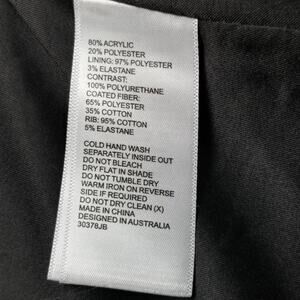 80% ACRYLIC
20% POLYESTER
LINING: 97% POLYESTER
3% ELASTANE
CONTRAST:
100% POLYURETHANE
COATED FIBER:
65% POLYESTER
35% COTTON
RIB: 95% COTTON
5% ELASTANE
COLD HAND WASH
SEPARATELY INSIDE OUT
DO NOT BLEACH
DRY FLAT IN SHADE
DO NOT TUMBLE DRY
WARM IRON ON REVERSE
SIDE IF REQUIRED
DO NOT DRY CLEAN (X)
MADE IN CHINA
DESIGNED IN AUSTRALIA
30378JB